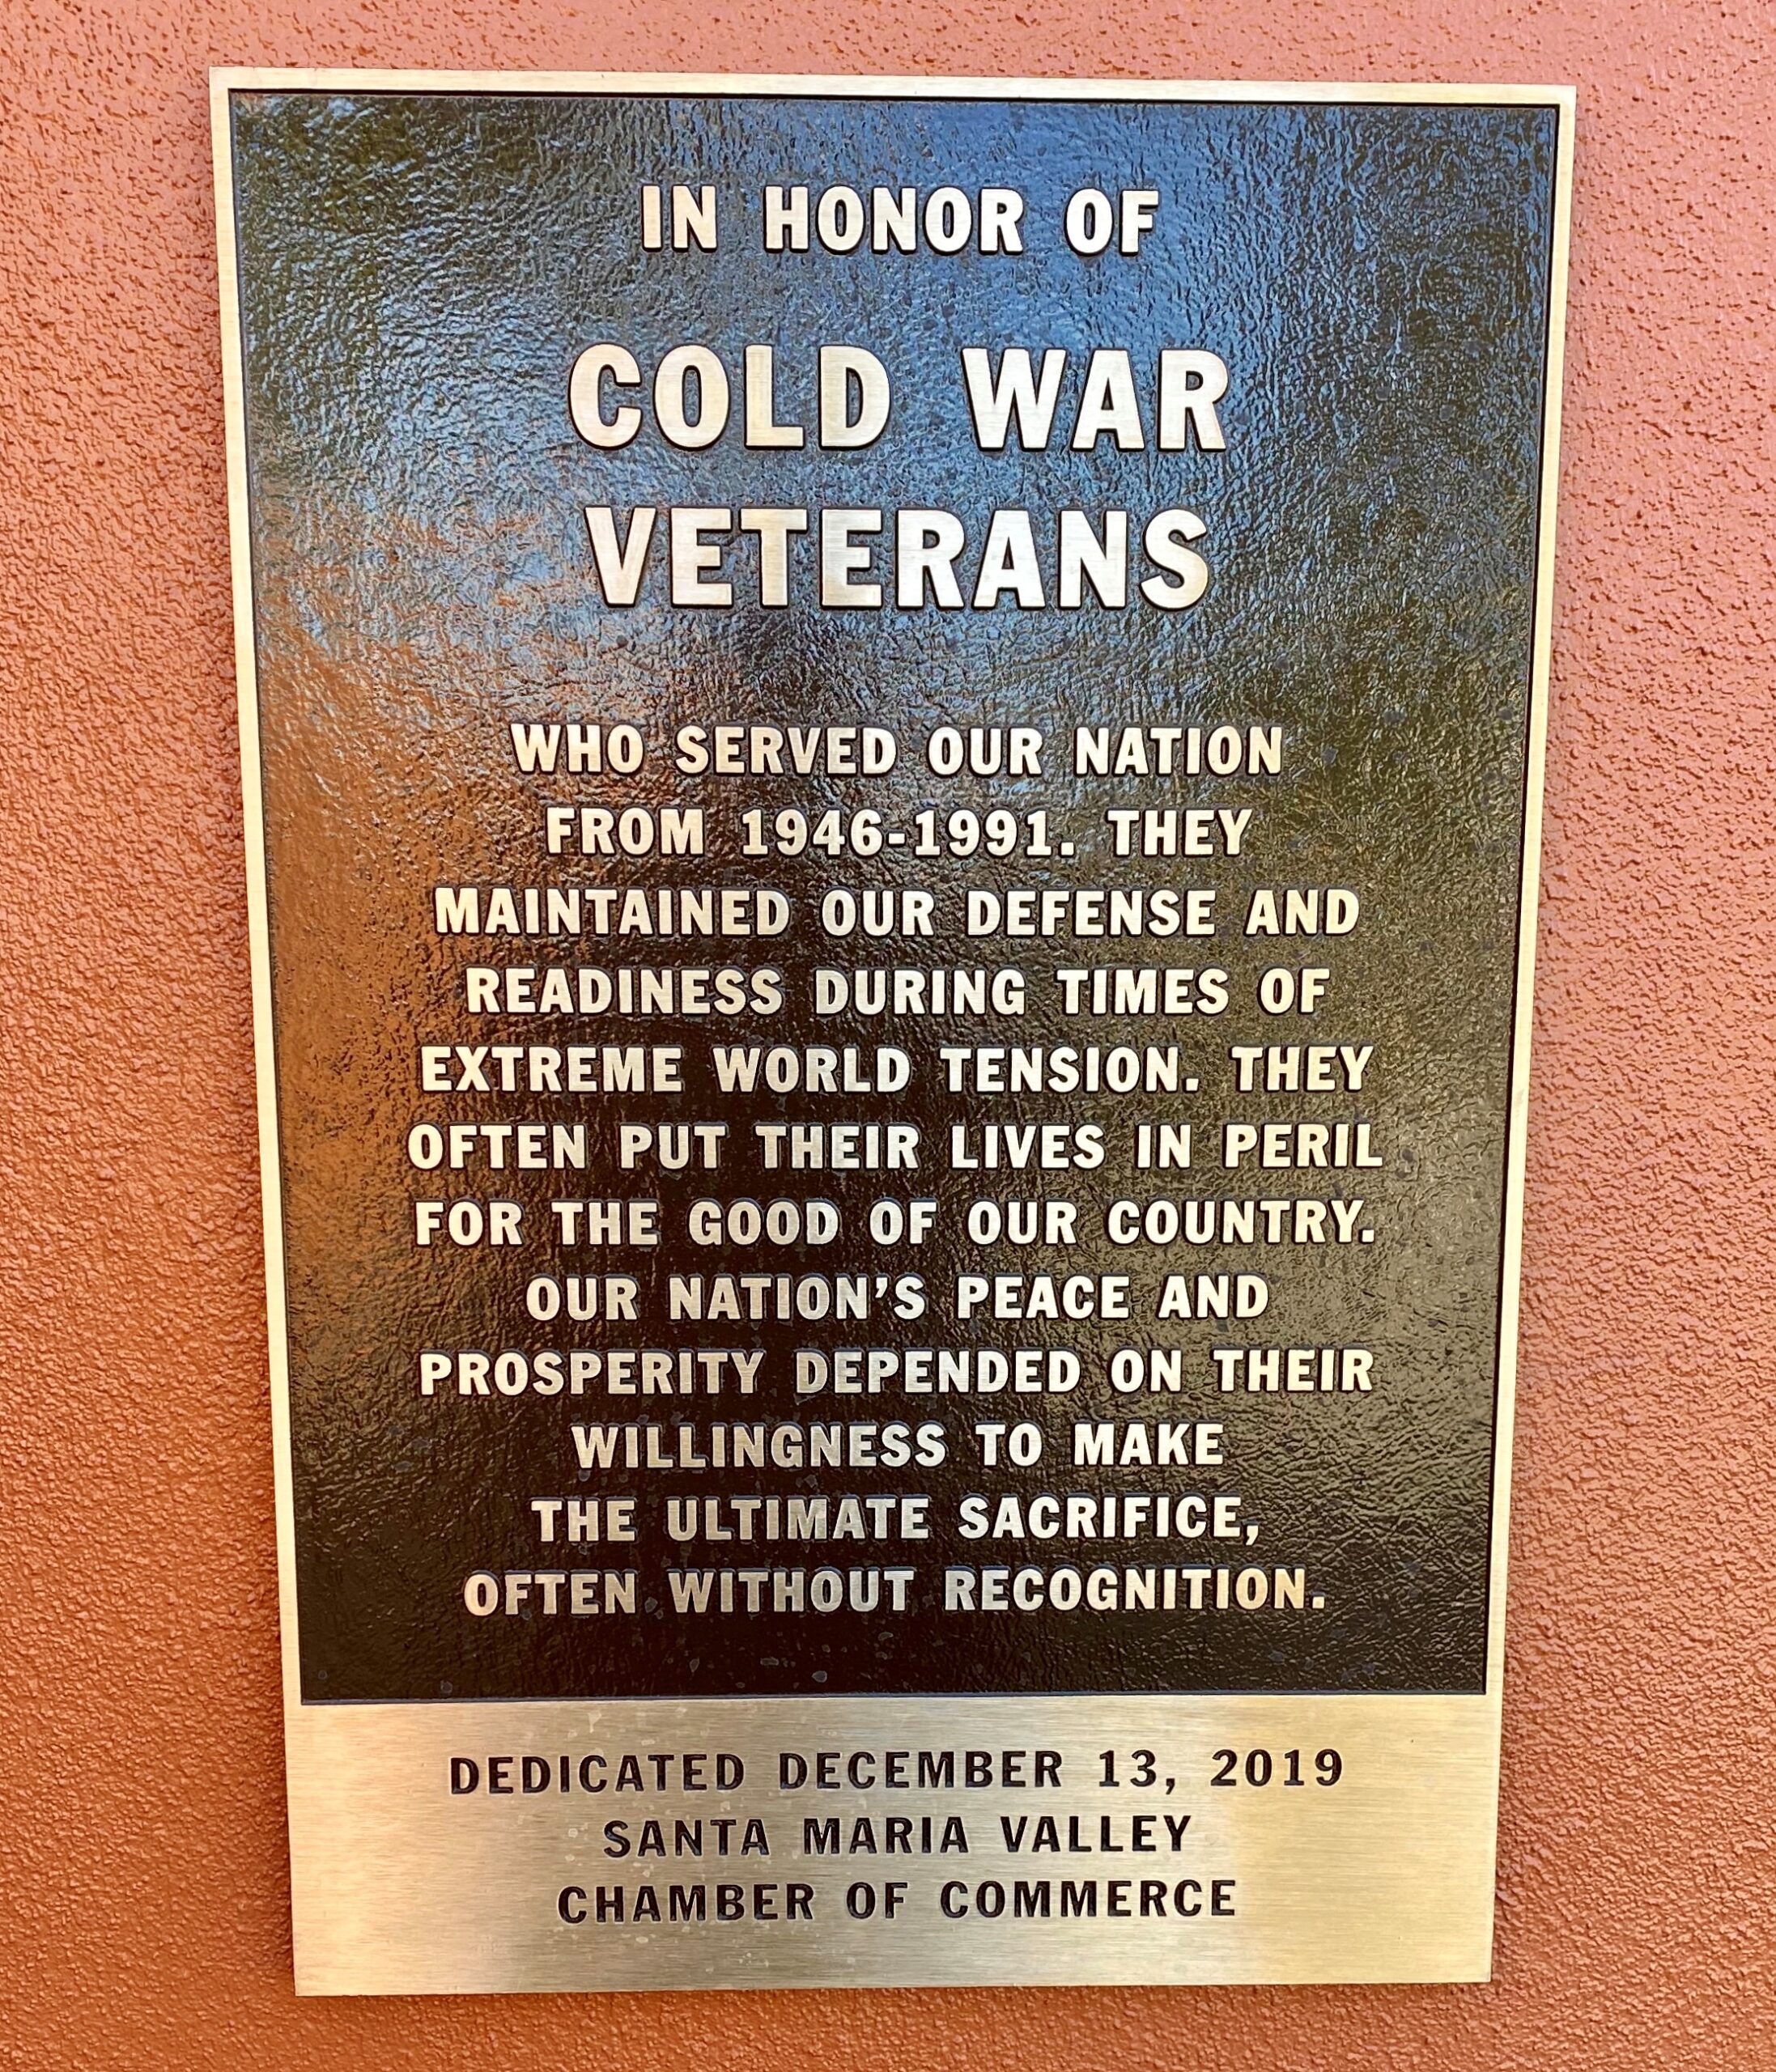 IN HONOR OF
COLD WAR
VETERANS
WHO SERVED OUR NATION
FROM 1946-1991. THEY
MAINTAINED OUR DEFENSE AND
READINESS DURING TIMES OF
EXTREME WORLD TENSION. THEY
OFTEN PUT THEIR LIVES IN PERIL
FOR THE GOOD OF OUR COUNTRY.
OUR NATION'S PEACE AND
PROSPERITY DEPENDED ON THEIR
WILLINGNESS TO MAKE
THE ULTIMATE SACRIFICE,
OFTEN WITHOUT RECOGNITION.
DEDICATED DECEMBER 13, 2019
SANTA MARIA VALLEY
CHAMBER OF COMMERCE